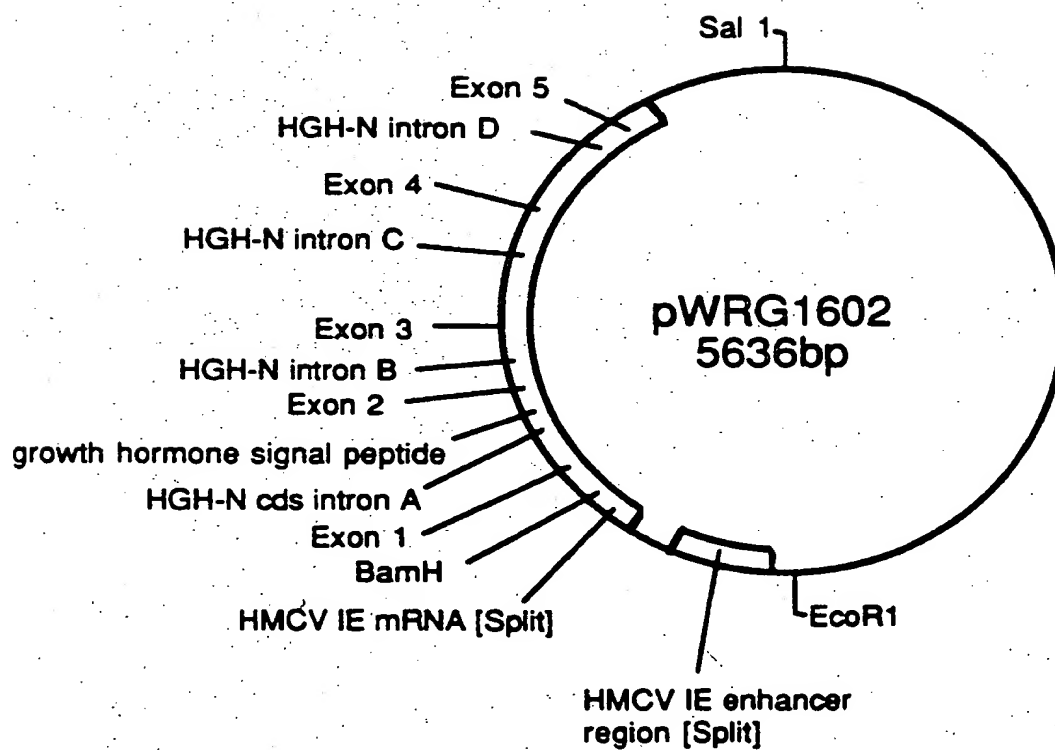 Sal 1
Exon 5
HGH-N intron D
Exon 4
HGH-N intron C
Exon 3
HGH-N intron B
Exon 2
growth hormone signal peptide
HGH-N cds intron A
Exon 1
BamH
HMCV IE mRNA [Split]
pWRG1602
5636bp
EcoR1
HMCV IE enhancer
region [Split]